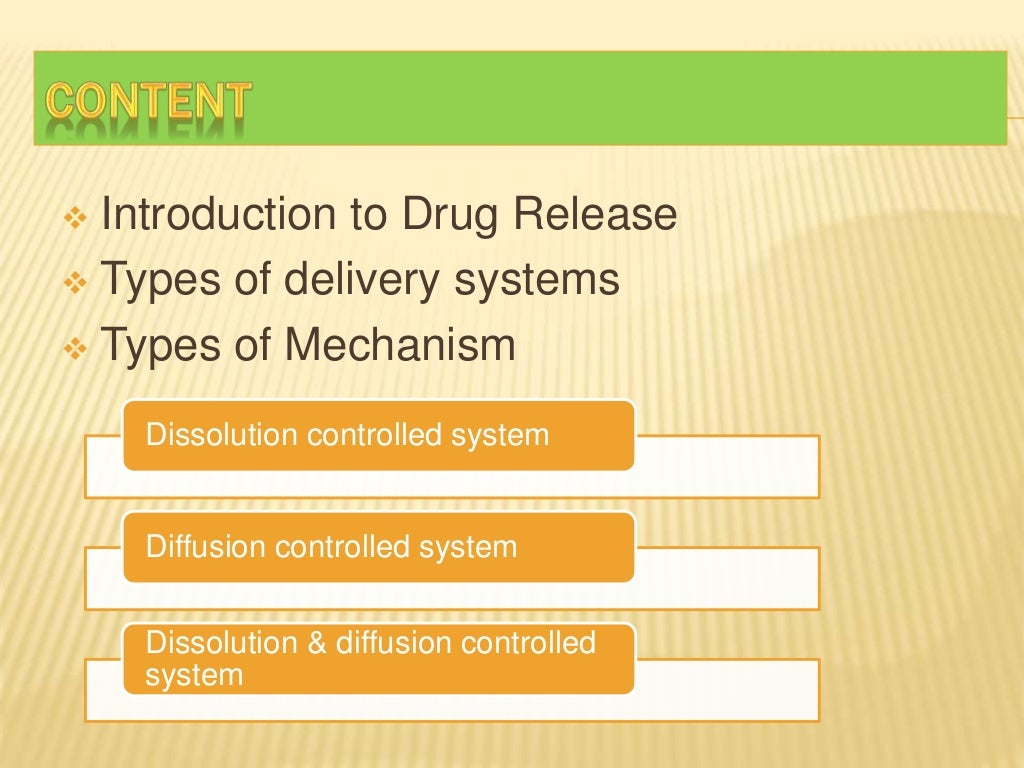 CONTENT
Introduction to Drug Release
Types of delivery systems
Types of Mechanism
Dissolution controlled system
Diffusion controlled system
Dissolution & diffusion controlled
system